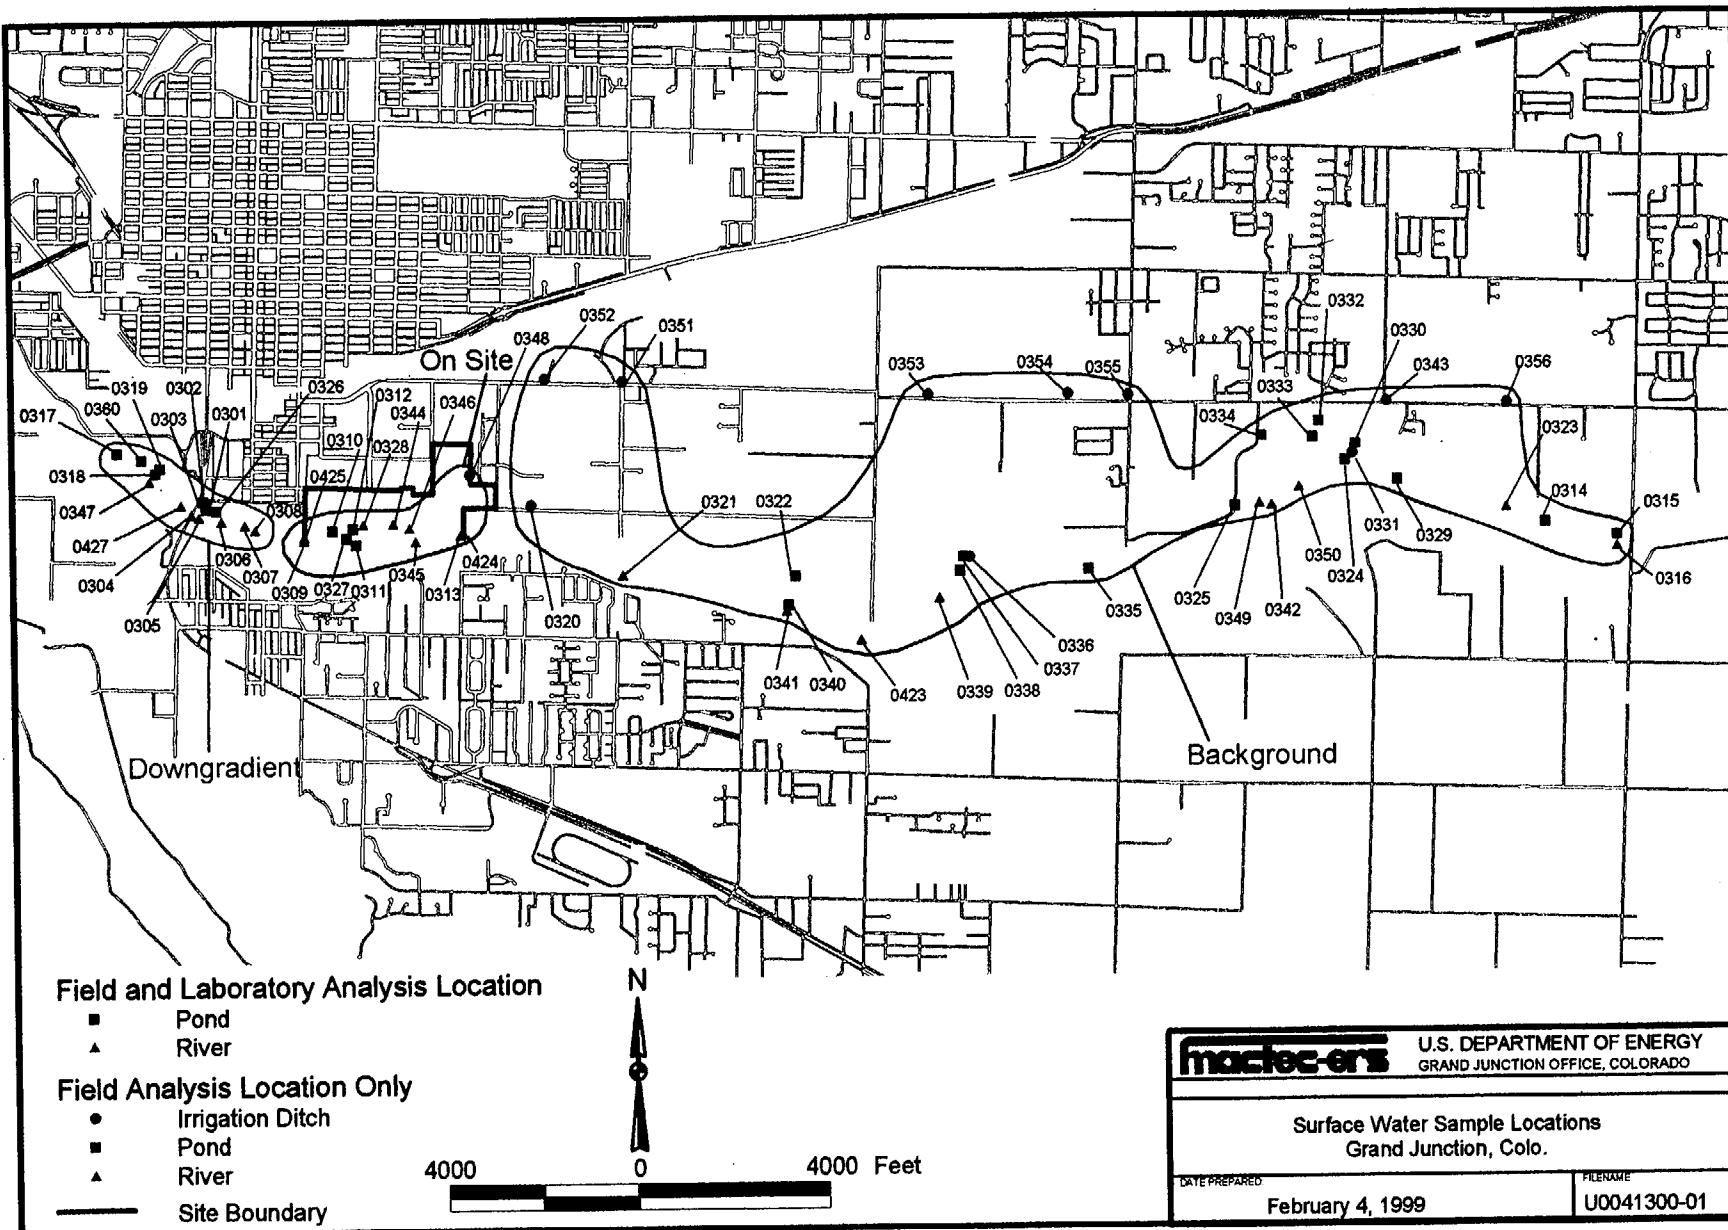 0332
0352
0351
0330
0348
On Site
0319
0302
0326
0353
0354
0355
0343
0356
0317
0360
0303
0301
0312
0344
0346
0333
0334
0323
0310
0328
0425
0318
0347
0427
0304
0305
0308
0306
0307
0309
0327
0311
0345
0313
0424
0320
0321
0322
0314
0315
0331
0329
0350
0324
0316
0335
0325
0349
0342
0336
0337
0338
0339
0341
0340
0423
Downgradient
Background
Field and Laboratory Analysis Location
Pond
River
Field Analysis Location Only
Irrigation Ditch
Pond
River
Site Boundary
N
4000 0 4000 Feet
mactec-ers
U.S. DEPARTMENT OF ENERGY
GRAND JUNCTION OFFICE, COLORADO
Surface Water Sample Locations
Grand Junction, Colo.
DATE PREPARED
February 4, 1999
FILENAME
U0041300-01